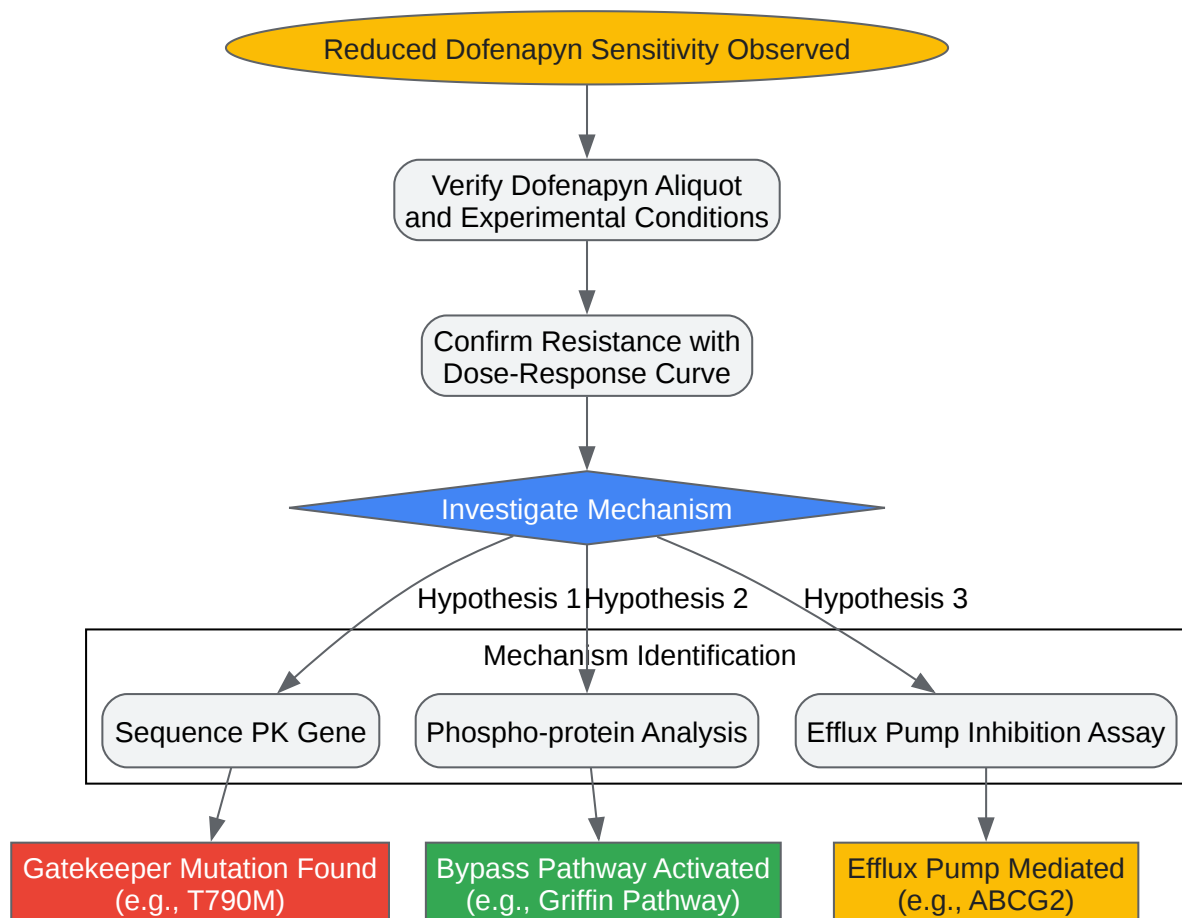 Reduced Dofenapyn Sensitivity Observed
Verify Dofenapyn Aliquot
and Experimental Conditions
Confirm Resistance with
Dose-Response Curve
Investigate Mechanism
Hypothesis 1
Hypothesis 2
Hypothesis 3
Mechanism Identification
Sequence PK Gene
Phospho-protein Analysis
Efflux Pump Inhibition Assay
Gatekeeper Mutation Found
(e.g., T790M)
Bypass Pathway Activated
(e.g., Griffin Pathway)
Efflux Pump Mediated
(e.g., ABCG2)